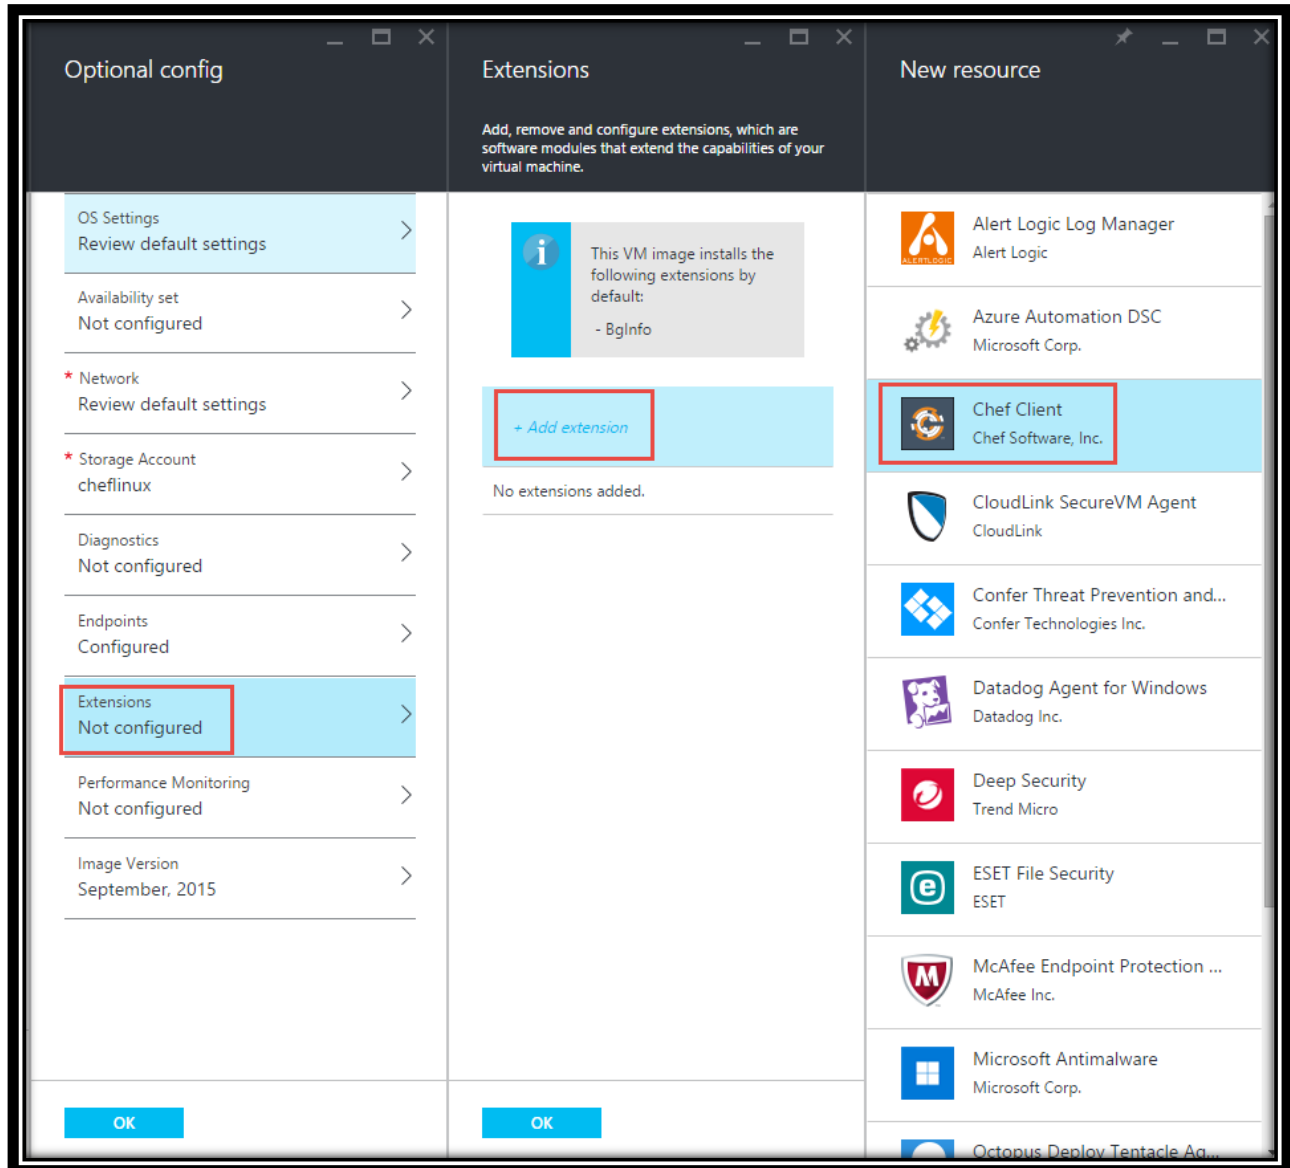 Optional config
OS Settings
Review default settings
Availability set
Not configured
* Network
Review default settings
* Storage Account
cheflinux
Diagnostics
Not configured
Endpoints
Configured
Extensions
Not configured
Performance Monitoring
Not configured
Image Version
September, 2015
OK
Extensions
Add, remove and configure extensions, which are
software modules that extend the capabilities of your
virtual machine.
This VM image installs the
following extensions by
default:
- BgInfo
+ Add extension
No extensions added.
OK
New resource
ALERTLOGIC
Alert Logic Log Manager
Alert Logic
Azure Automation DSC
Microsoft Corp.
Chef Client
Chef Software, Inc.
CloudLink SecureVM Agent
CloudLink
Confer Threat Prevention and...
Confer Technologies Inc.
Datadog Agent for Windows
Datadog Inc.
Deep Security
Trend Micro
ESET File Security
ESET
McAfee Endpoint Protection ...
McAfee Inc.
Microsoft Antimalware
Microsoft Corp.
Octopus Deploy Tentacle Ag...